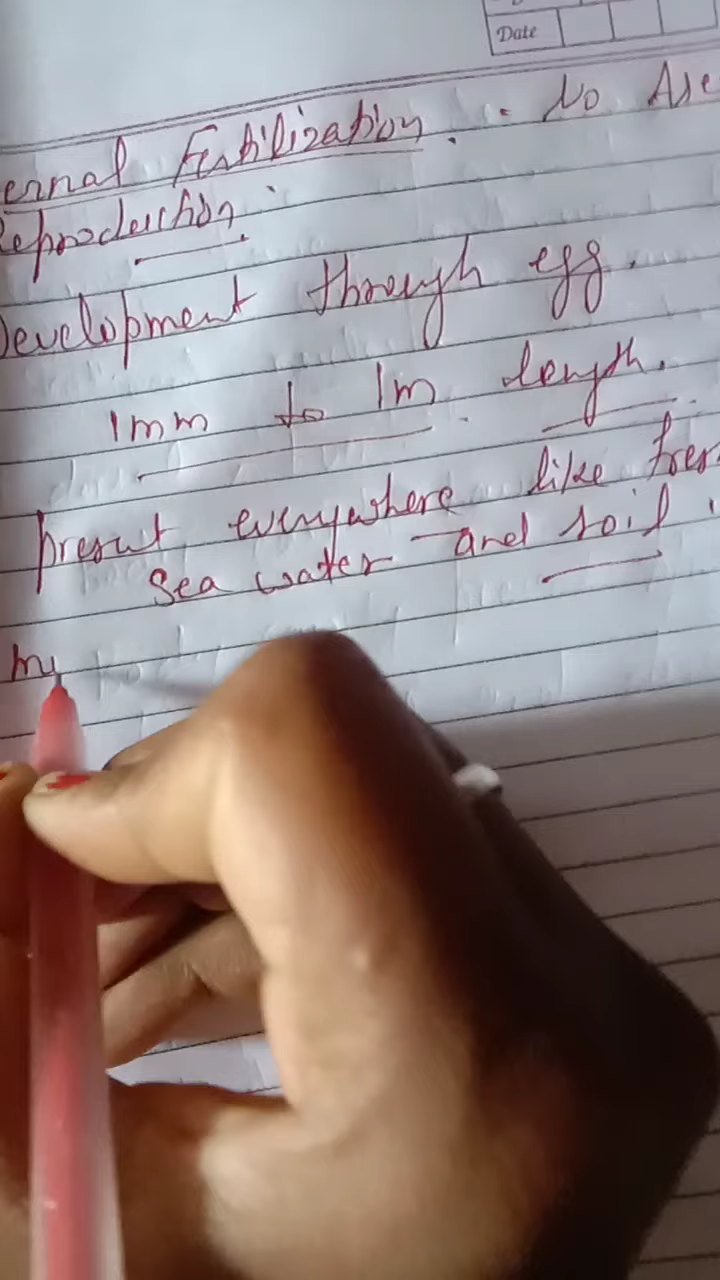 Date
ernal Fertilization. . No Ase
Reproduction.
Development through egg.
1mm to 1m length.
present everywhere like fres
sea water and soil.